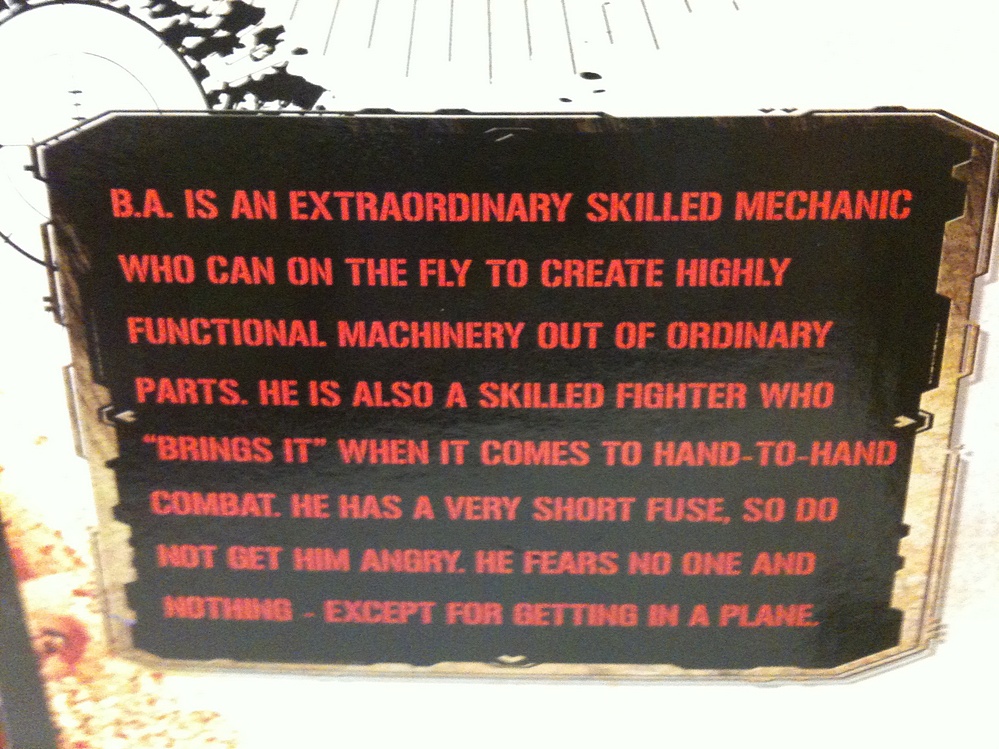 B.A. IS AN EXTRAORDINARY SKILLED MECHANIC
WHO CAN ON THE FLY TO CREATE HIGHLY
FUNCTIONAL MACHINERY OUT OF ORDINARY
PARTS. HE IS ALSO A SKILLED FIGHTER WHO
“BRINGS IT” WHEN IT COMES TO HAND-TO-HAND
COMBAT. HE HAS A VERY SHORT FUSE, SO DO
NOT GET HIM ANGRY. HE FEARS NO ONE AND
NOTHING - EXCEPT FOR GETTING IN A PLANE.